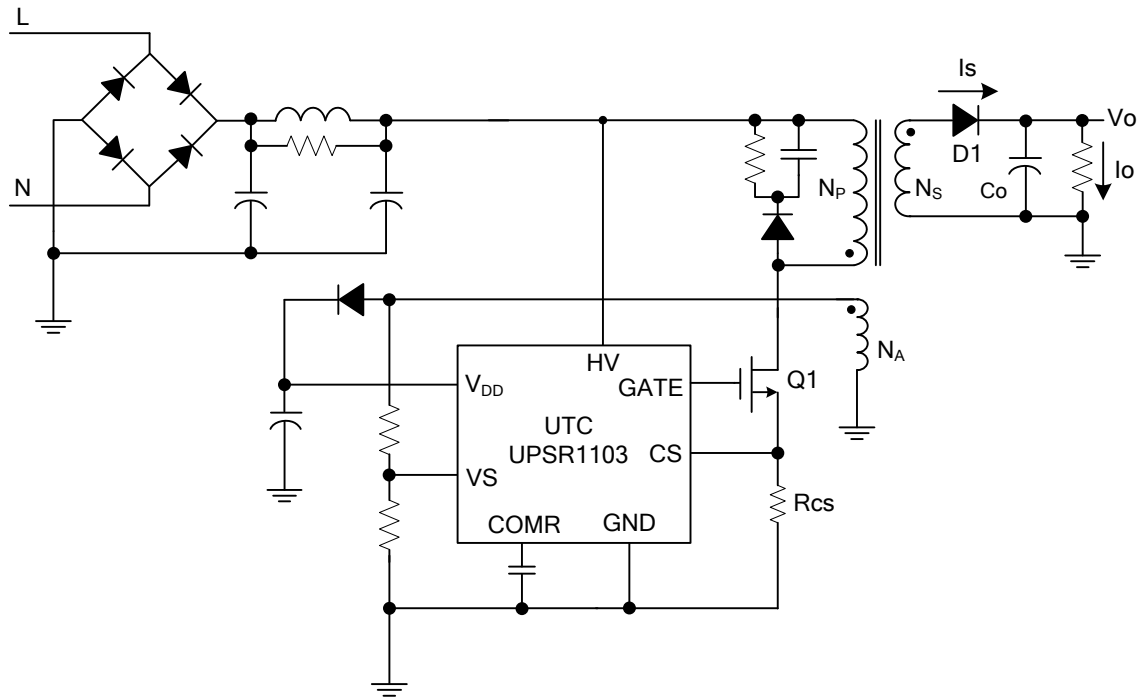 L
Is
Vo
D1
Io
N
NP
NS
Co
NA
HV
VDD
GATE
Q1
UTC
UPSR1103
CS
VS
Rcs
COMR
GND